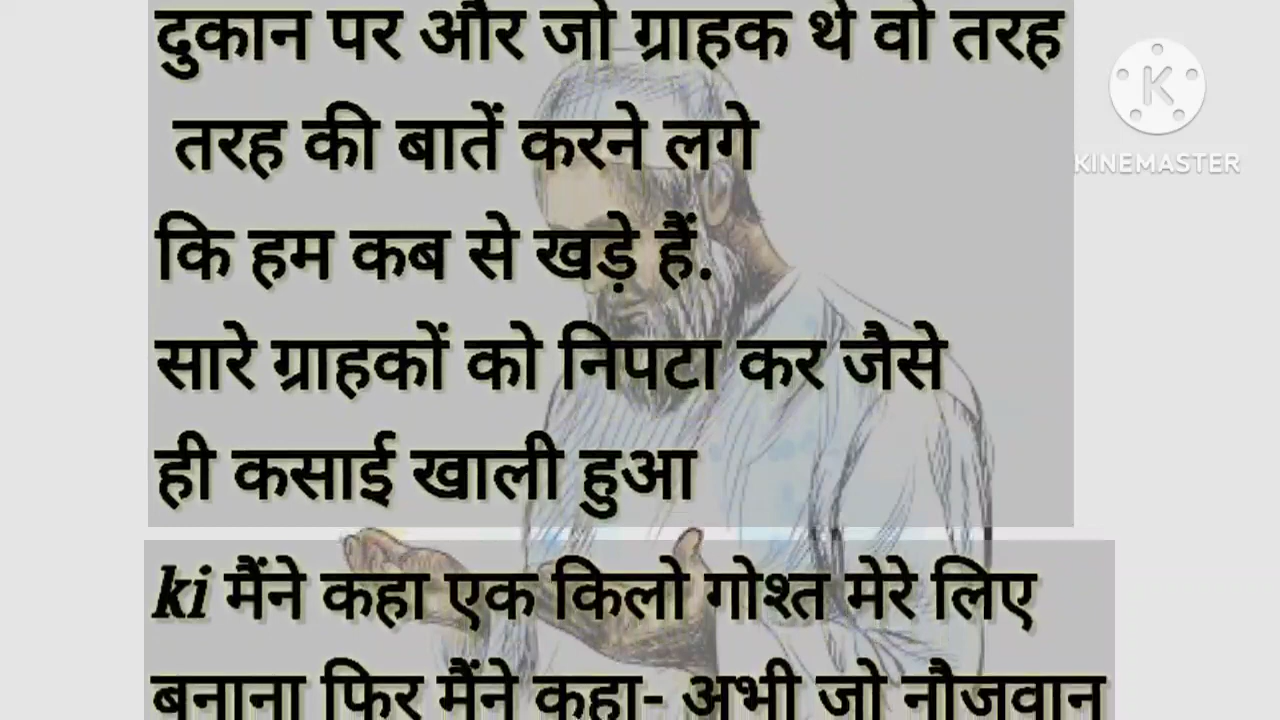 दुकान पर और जो ग्राहक थे वो तरह
तरह की बातें करने लगे
कि हम कब से खड़े हैं.
सारे ग्राहकों को निपटा कर जैसे
ही कसाई खाली हुआ
ki मैंने कहा एक किलो गोश्त मेरे लिए
बनाना फिर मैंने कहा- अभी जो नौजवान
K
KINEMASTER